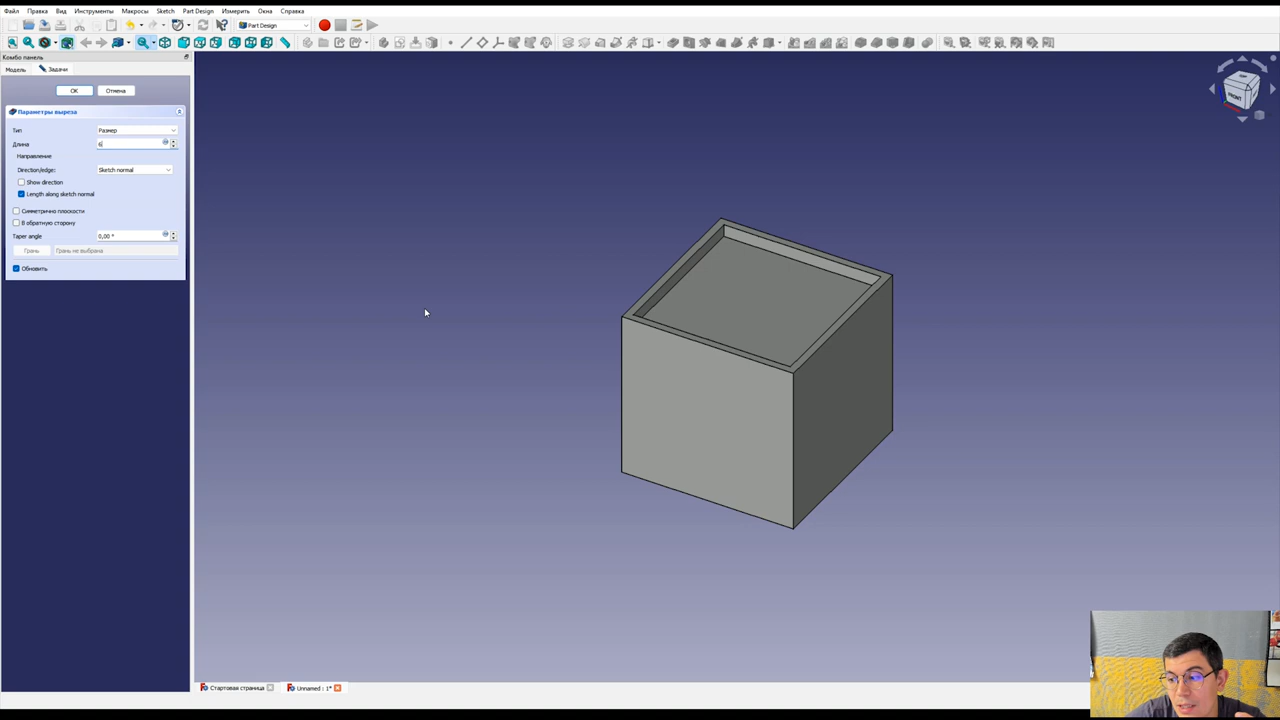 Файл Правка Вид Инструменты Макросы Sketch Part Design Измерить Окна Справка
Part Design
Комбо панель
Модель Задачи
OK Отмена
Параметры выреза
Тип Размер
Длина 6
Направление
Direction/edge: Sketch normal
Show direction
Length along sketch normal
Симметрично плоскости
В обратную сторону
Taper angle 0,00 °
Грань Грань не выбрана
Обновить
FRONT
Стартовая страница Unnamed : 1*